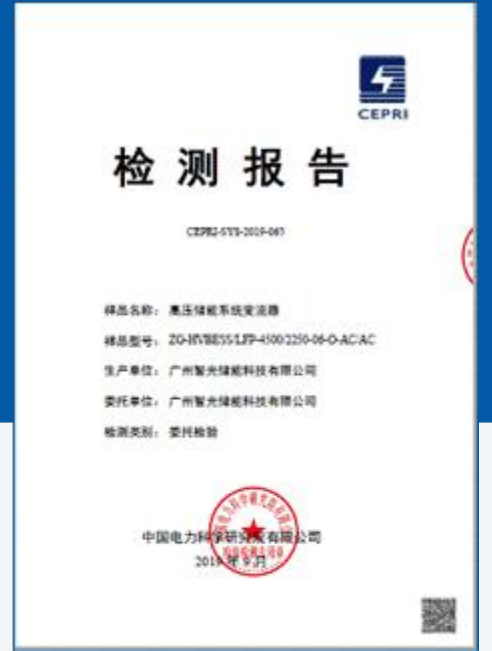 CEPRI
检测报告
CEPRI-SYS-2019-065
样品名称：高压储能系统变流器
样品型号：ZG-HVBESS/LFP-4500/2250-06-O-AC/AC
生产单位：广州智光储能科技有限公司
委托单位：广州智光储能科技有限公司
检测类别：委托检验
中国电力科学研究院有限公司
2019年9月